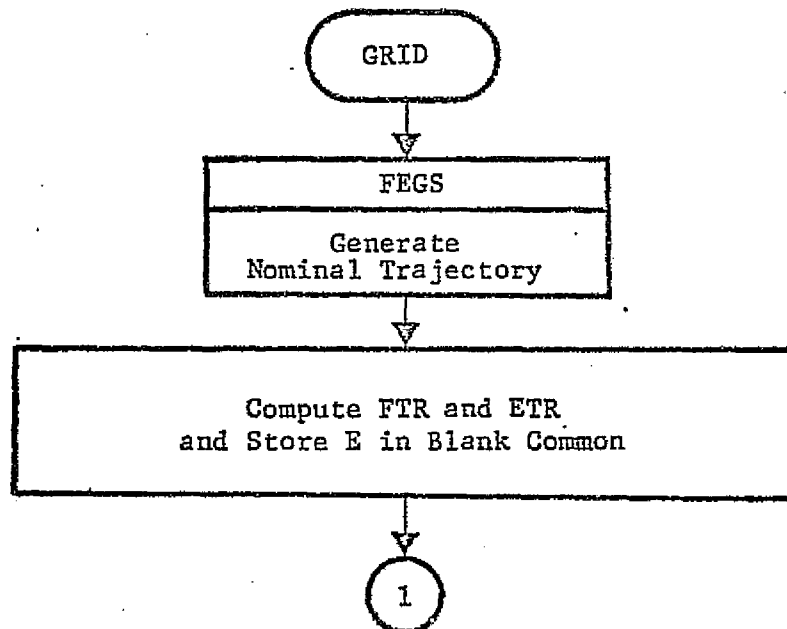 GRID
FEGS
Generate
Nominal Trajectory
Compute FTR and ETR
and Store E in Blank Common
1